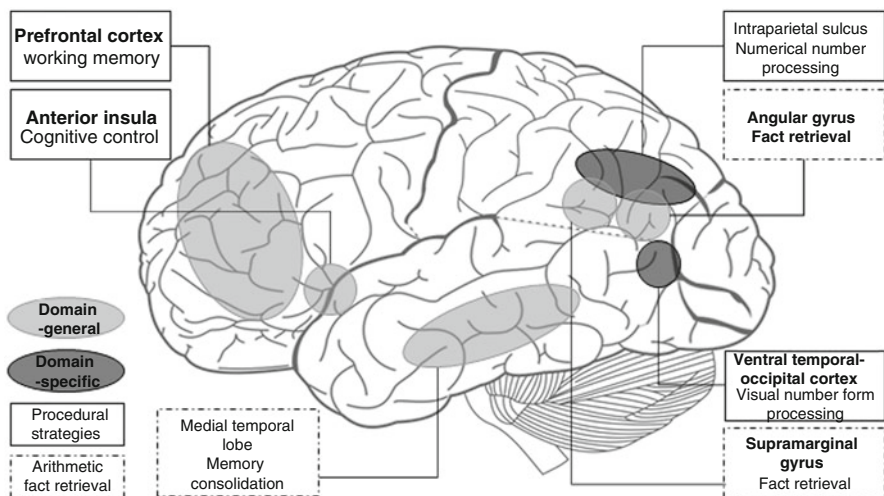 Prefrontal cortex
working memory
Anterior insula
Cognitive control
Intraparietal sulcus
Numerical number
processing
Angular gyrus
Fact retrieval
Domain
-general
Domain
-specific
Procedural
strategies
Arithmetic
fact retrieval
Medial temporal
lobe
Memory
consolidation
Ventral temporal-
occipital cortex
Visual number form
processing
Supramarginal
gyrus
Fact retrieval